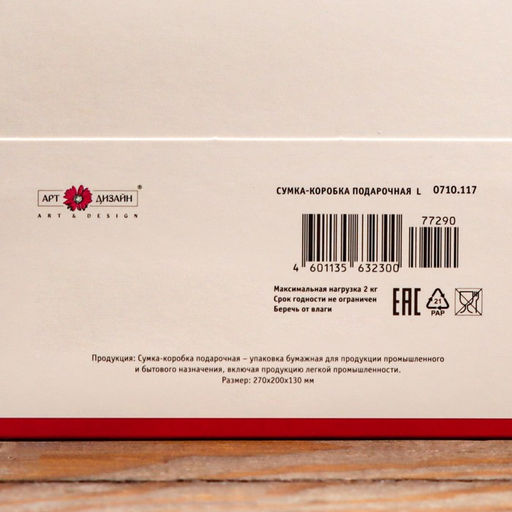 АРТ ДИЗАЙН®
ART & DESIGN
СУМКА-КОРОБКА ПОДАРОЧНАЯ L 0710.117
77290
4 601135 632300
Максимальная нагрузка 2 кг
Срок годности не ограничен
Беречь от влаги
EAC
21
PAP
Продукция: Сумка-коробка подарочная – упаковка бумажная для продукции промышленного
и бытового назначения, включая продукцию легкой промышленности.
Размер: 270х200х130 мм